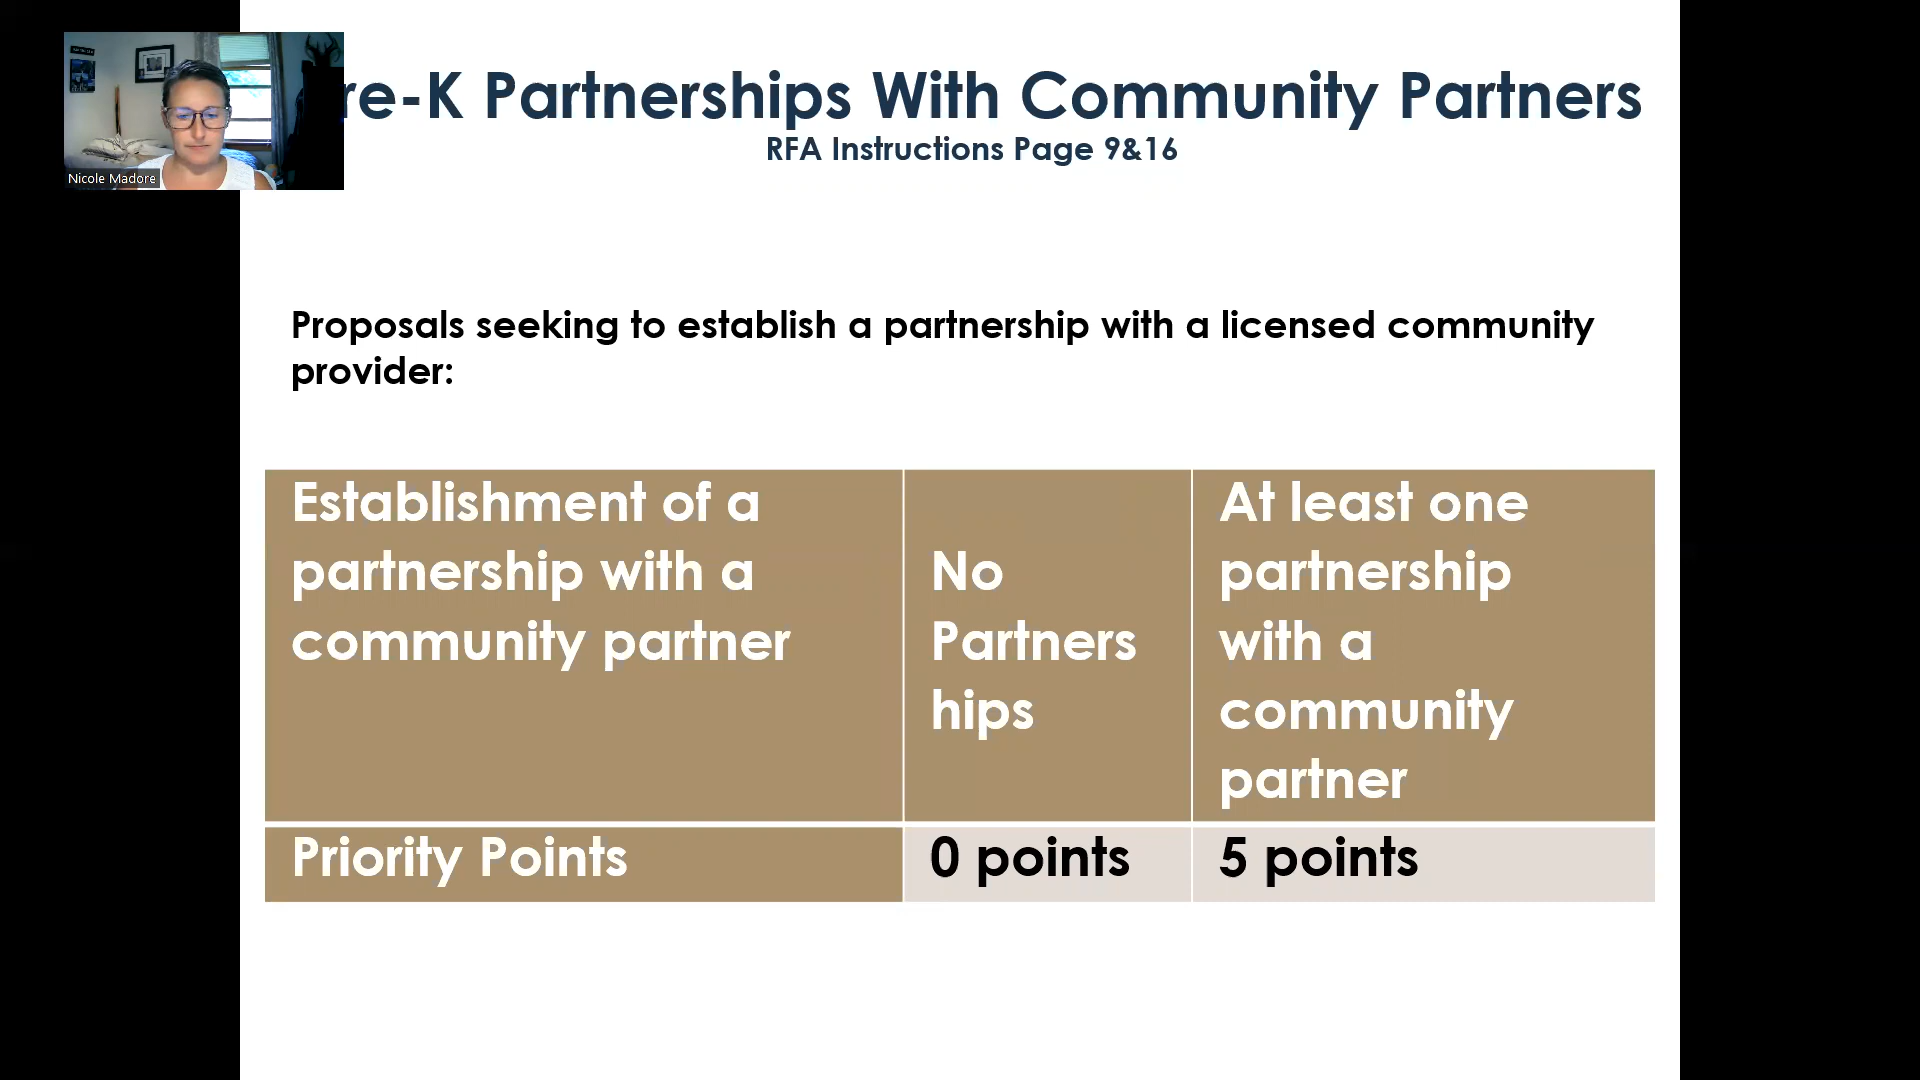 re-K Partnerships With Community Partners
RFA Instructions Page 9&16
Nicole Madore
Proposals seeking to establish a partnership with a licensed community
provider:
Establishment of a
partnership with a
community partner
No
Partners
hips
At least one
partnership
with a
community
partner
Priority Points
0 points
5 points